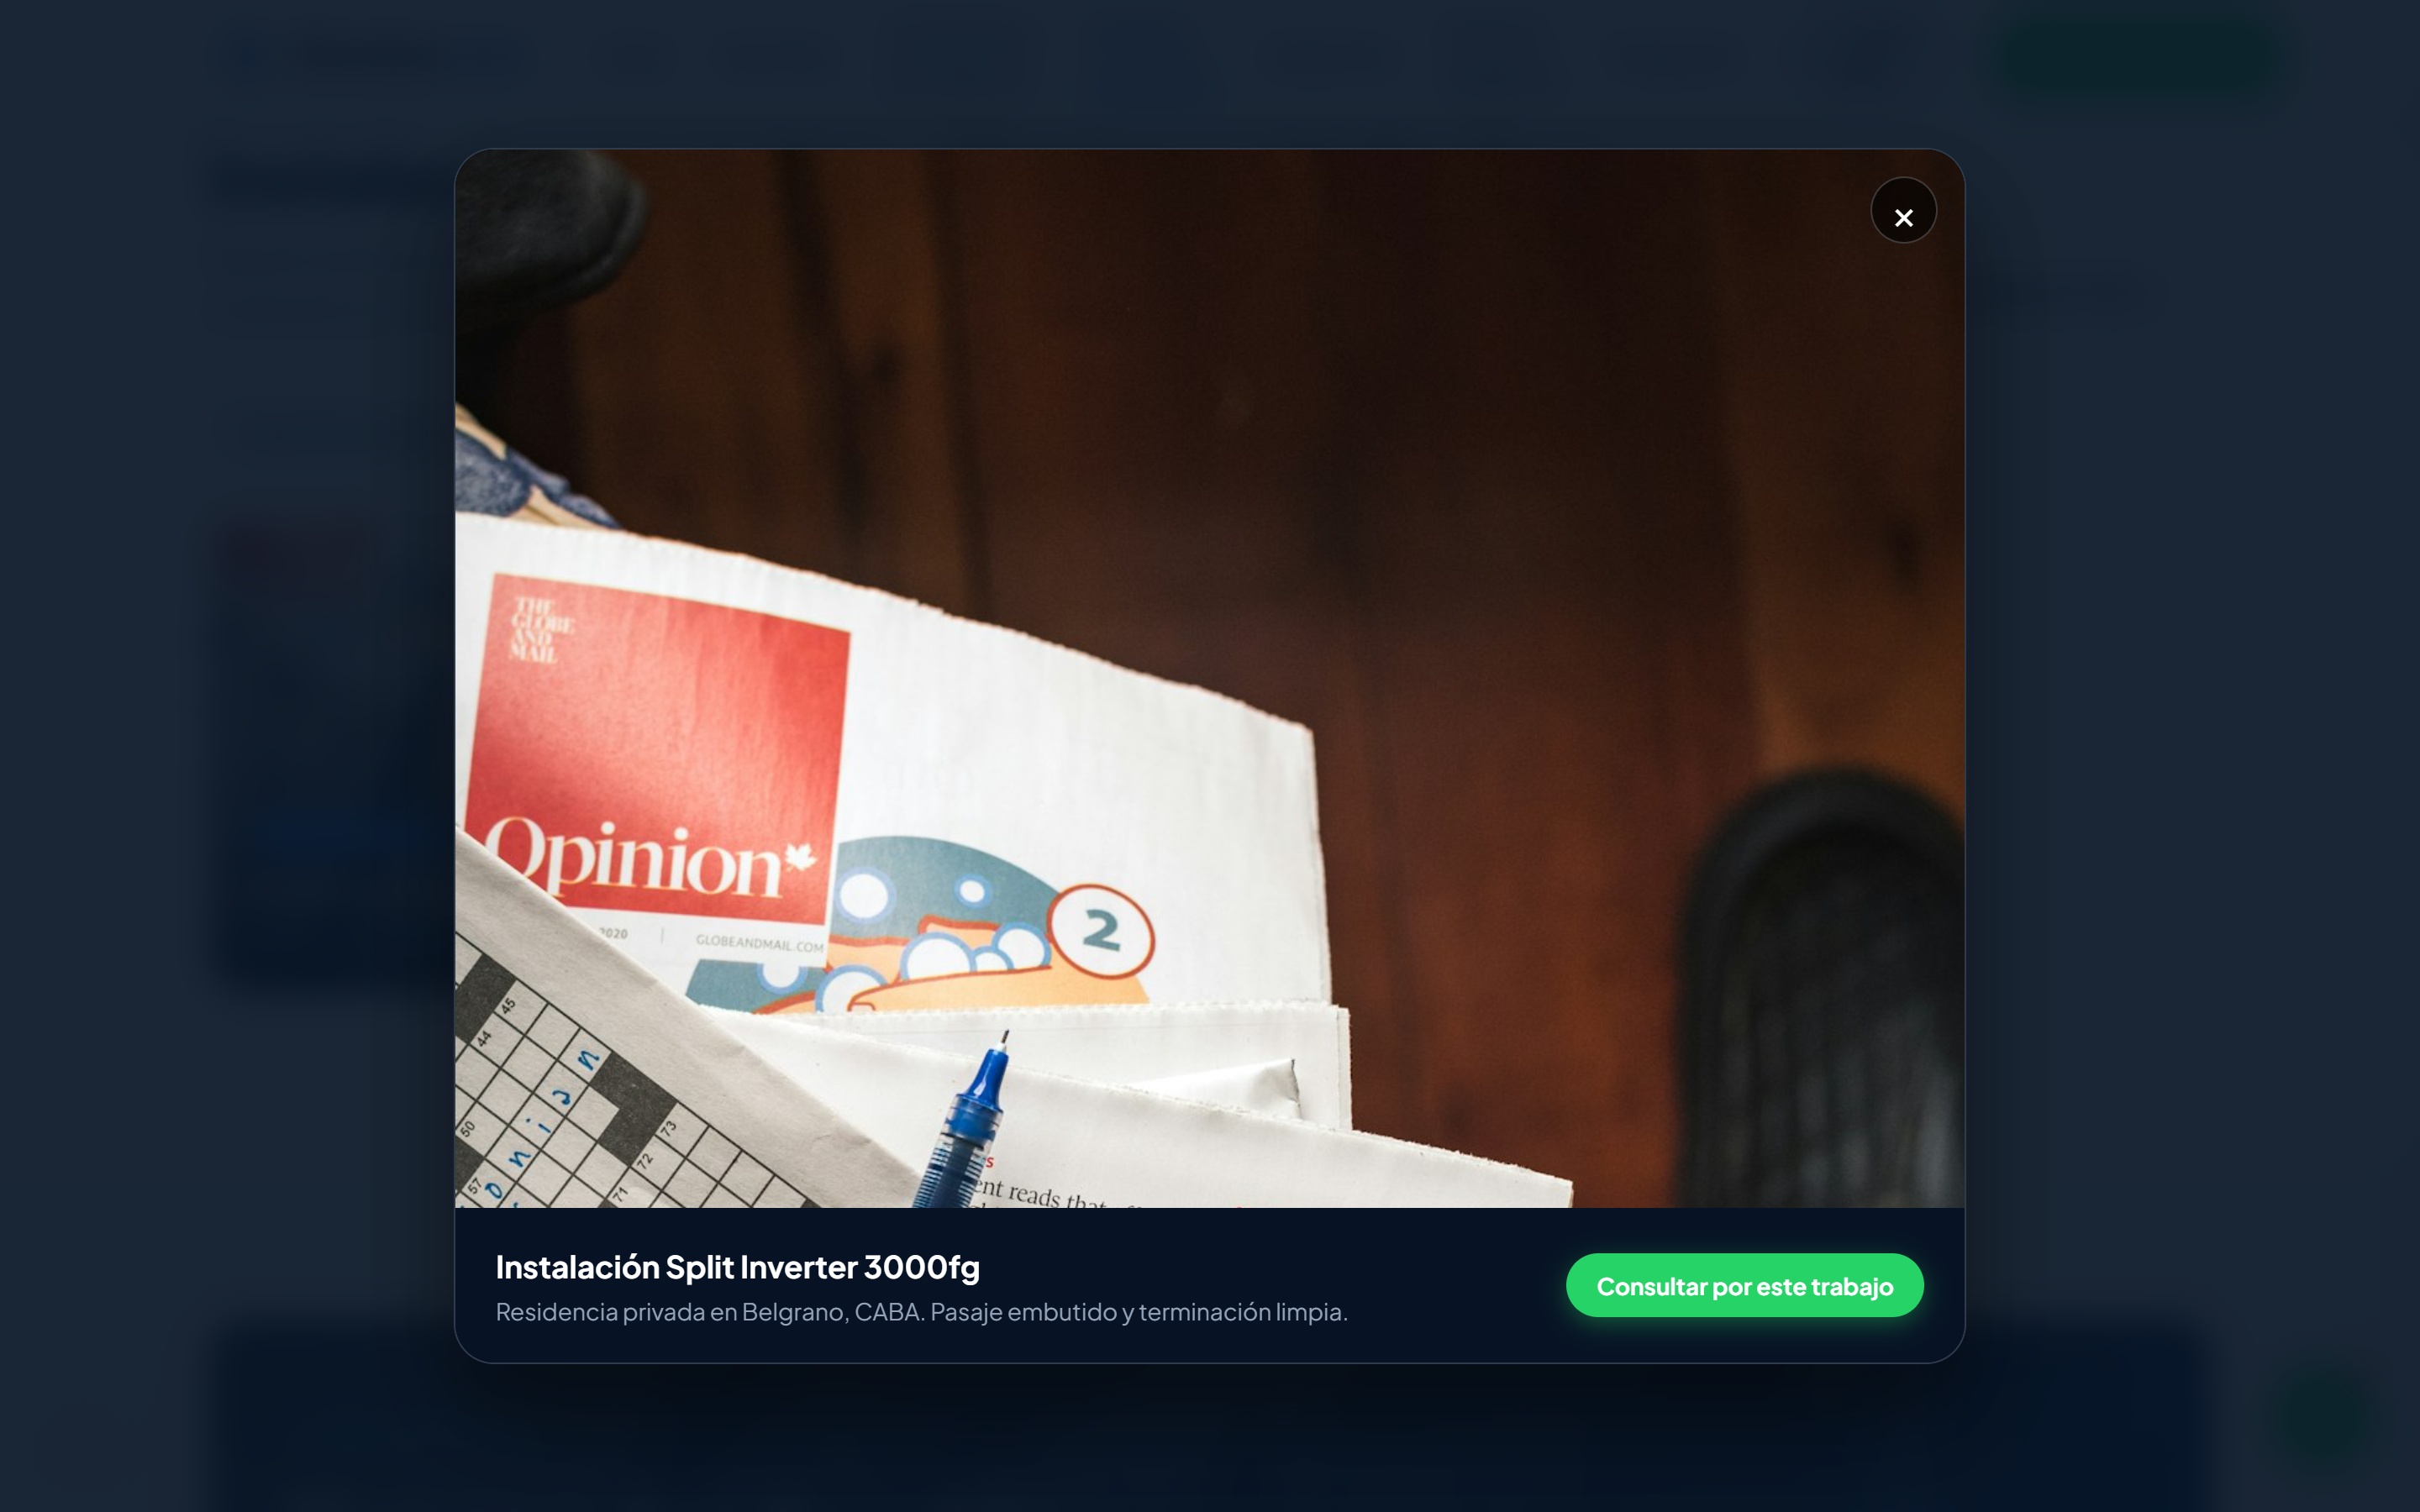 ×
THE
GLOBE
AND
MAIL
Opinion
2020
GLOBEANDMAIL.COM
2
45
44
n
50
i
n
57
o
73
72
71
s
ent reads that
Instalación Split Inverter 3000fg
Residencia privada en Belgrano, CABA. Pasaje embutido y terminación limpia.
Consultar por este trabajo